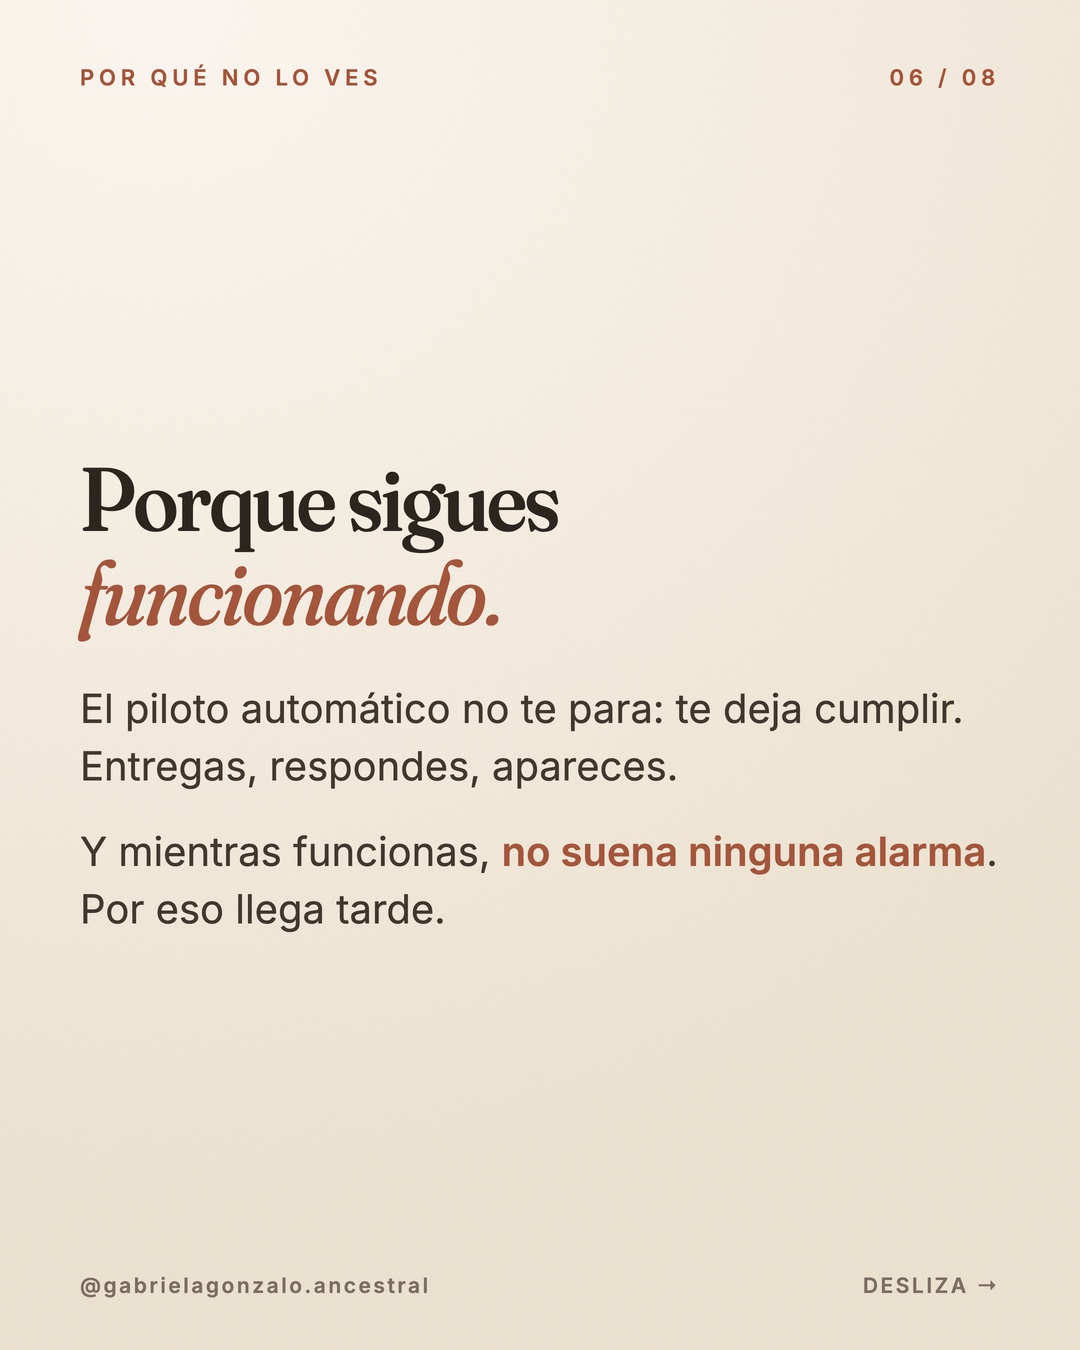 POR QUÉ NO LO VES
06 / 08
Porque sigues
funcionando.
El piloto automático no te para: te deja cumplir.
Entregas, respondes, apareces.
Y mientras funcionas, no suena ninguna alarma.
Por eso llega tarde.
@gabrielagonzalo.ancestral
DESLIZA →